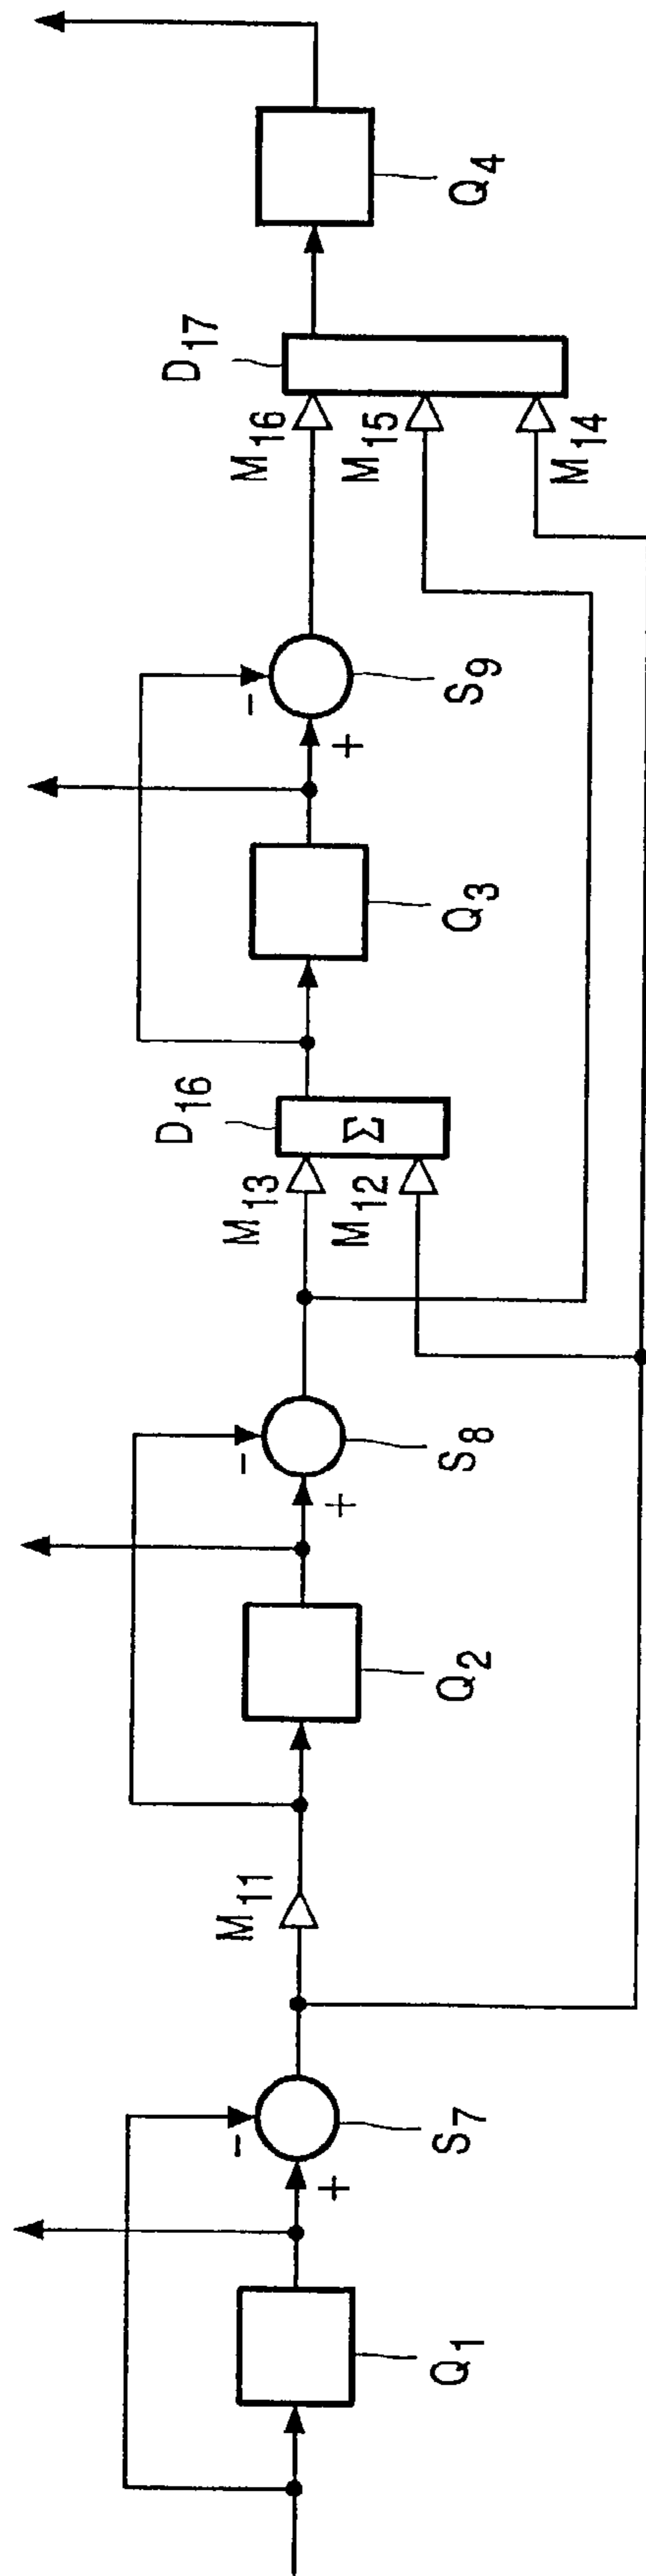 Q1
-
+
S7
M11
Q2
-
+
S8
M13
M12
D16
Σ
Q3
-
+
S9
M16
M15
M14
D17
Q4